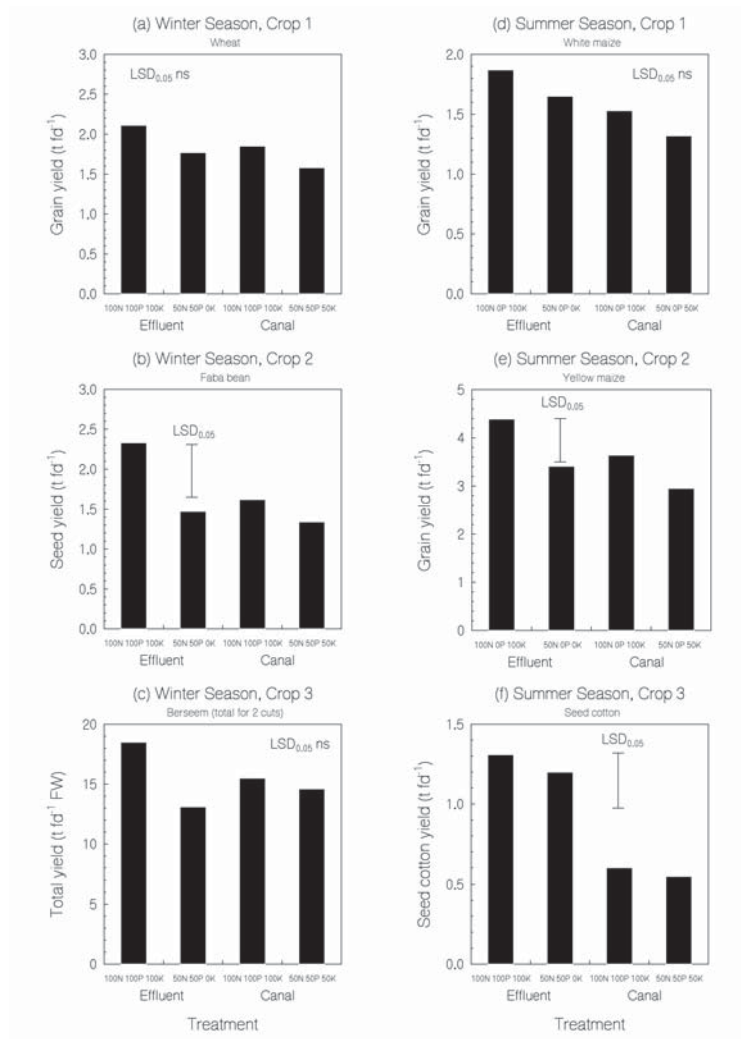 (a) Winter Season, Crop 1
Wheat
LSD0.05 ns
Grain yield (t fd-1)
3.0
2.5
2.0
1.5
1.0
0.5
0.0
100N 100P 100K 50N 50P 0K 100N 100P 100K 50N 50P 50K
Effluent Canal
(d) Summer Season, Crop 1
White maize
LSD0.05 ns
Grain yield (t fd-1)
2.0
1.5
1.0
0.5
0.0
100N 0P 100K 50N 0P 0K 100N 0P 100K 50N 0P 50K
Effluent Canal
(b) Winter Season, Crop 2
Faba bean
LSD0.05
Seed yield (t fd-1)
3.0
2.5
2.0
1.5
1.0
0.5
0.0
100N 100P 100K 50N 50P 0K 100N 100P 100K 50N 50P 50K
Effluent Canal
(e) Summer Season, Crop 2
Yellow maize
LSD0.05
Grain yield (t fd-1)
5
4
3
2
1
0
100N 0P 100K 50N 0P 0K 100N 0P 100K 50N 0P 50K
Effluent Canal
(c) Winter Season, Crop 3
Berseem (total for 2 cuts)
LSD0.05 ns
Total yield (t fd-1 FW)
20
15
10
5
0
100N 100P 100K 50N 50P 0K 100N 100P 100K 50N 50P 50K
Effluent Canal
Treatment
(f) Summer Season, Crop 3
Seed cotton
LSD0.05
Seed cotton yield (t fd-1)
1.5
1.0
0.5
0.0
100N 100P 100K 50N 50P 0K 100N 100P 100K 50N 50P 50K
Effluent Canal
Treatment